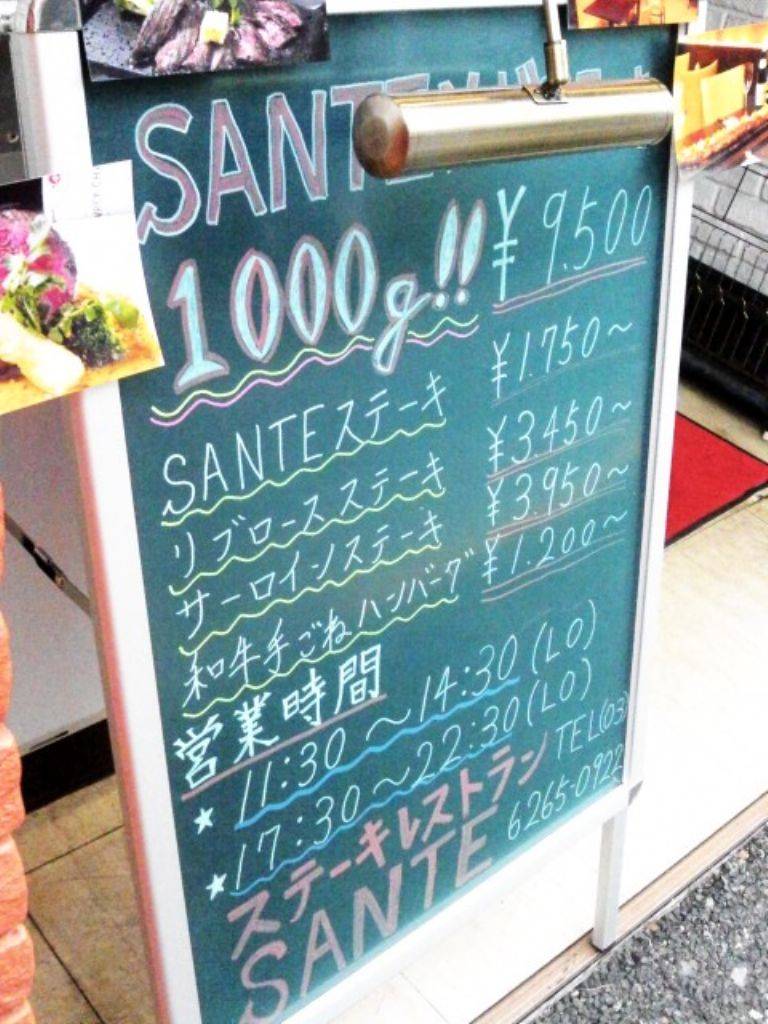 SANTE
1000g!! ¥9.500
SANTEステーキ ¥1.750～
リブロースステーキ ¥3.450～
サーロインステーキ ¥3.950～
和牛手ごねハンバーグ ¥1.200～
営業時間
★ 11:30～14:30(LO)
★ 17:30～22:30(LO)
ステーキレストラン TEL(03)
SANTE 6265-0922